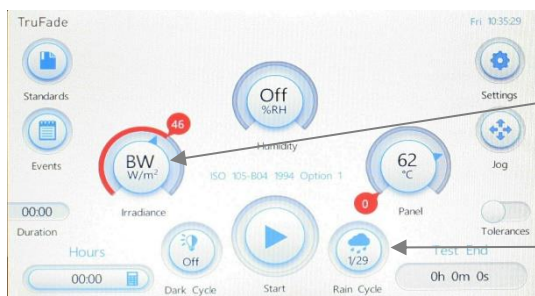 TruFade
Fri 10:35:29
Standards
Off
%RH
Settings
46
Events
BW
W/m²
Humidity
62
°C
Jog
ISO 105-B04 1994 Option 1
0
00:00
Irradiance
Panel
Duration
Tolerances
Hours
Off
1/29
Test End
00:00
Dark Cycle
Start
Rain Cycle
0h 0m 0s